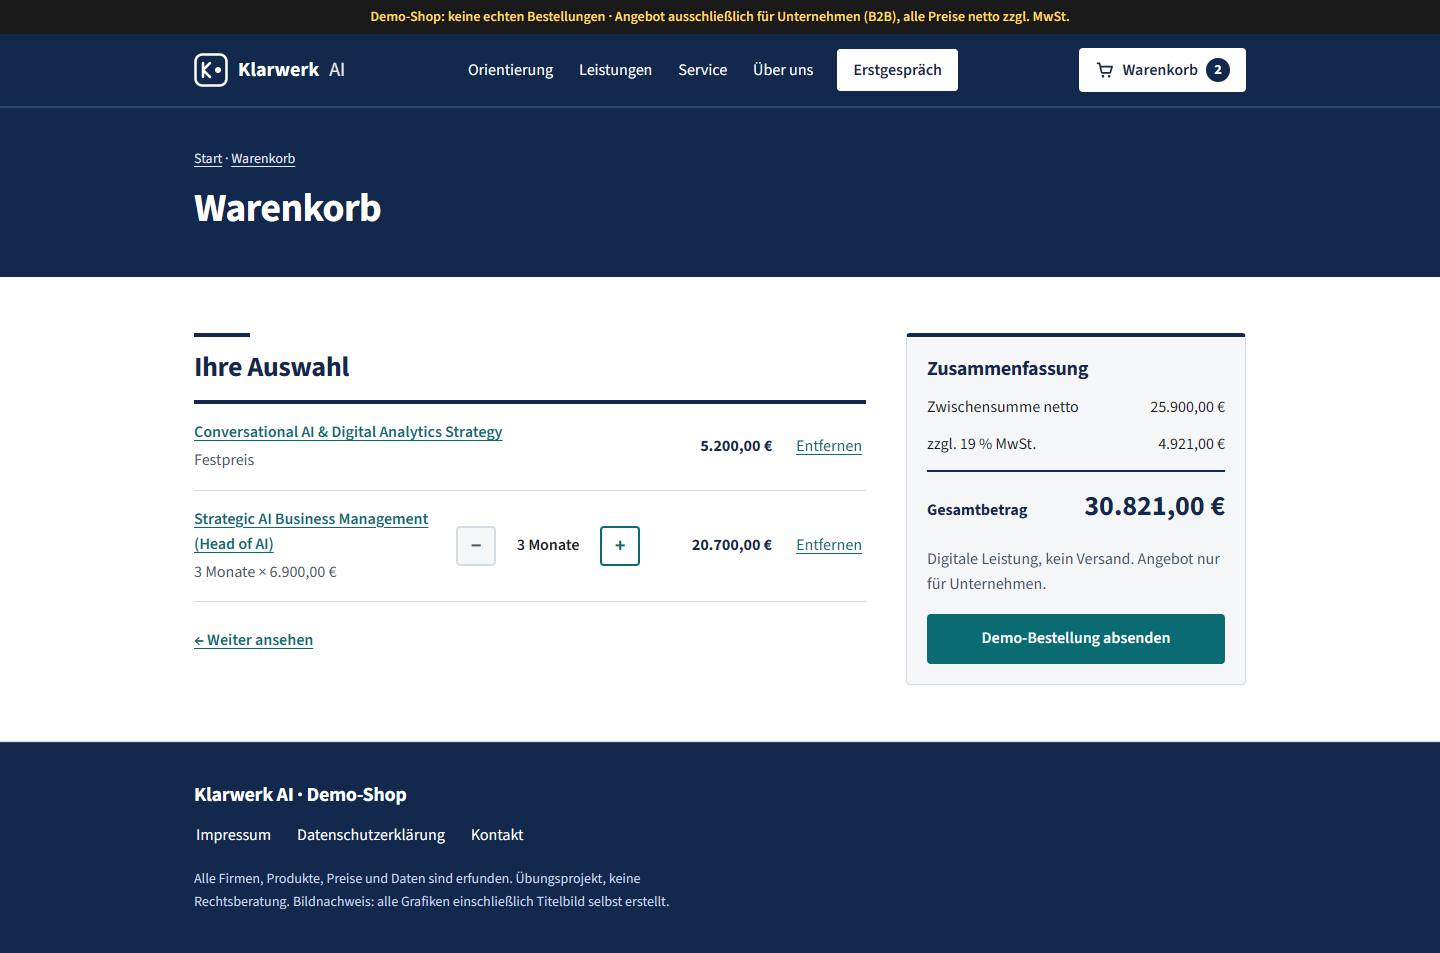 Demo-Shop: keine echten Bestellungen · Angebot ausschließlich für Unternehmen (B2B), alle Preise netto zzgl. MwSt.
K Klarwerk AI
Orientierung Leistungen Service Über uns Erstgespräch Warenkorb 2
Start · Warenkorb
Warenkorb
Ihre Auswahl
Conversational AI & Digital Analytics Strategy
Festpreis
5.200,00 € Entfernen
Strategic AI Business Management
(Head of AI)
3 Monate × 6.900,00 €
− 3 Monate + 20.700,00 € Entfernen
← Weiter ansehen
Zusammenfassung
Zwischensumme netto 25.900,00 €
zzgl. 19 % MwSt. 4.921,00 €
Gesamtbetrag 30.821,00 €
Digitale Leistung, kein Versand. Angebot nur
für Unternehmen.
Demo-Bestellung absenden
Klarwerk AI · Demo-Shop
Impressum Datenschutzerklärung Kontakt
Alle Firmen, Produkte, Preise und Daten sind erfunden. Übungsprojekt, keine
Rechtsberatung. Bildnachweis: alle Grafiken einschließlich Titelbild selbst erstellt.